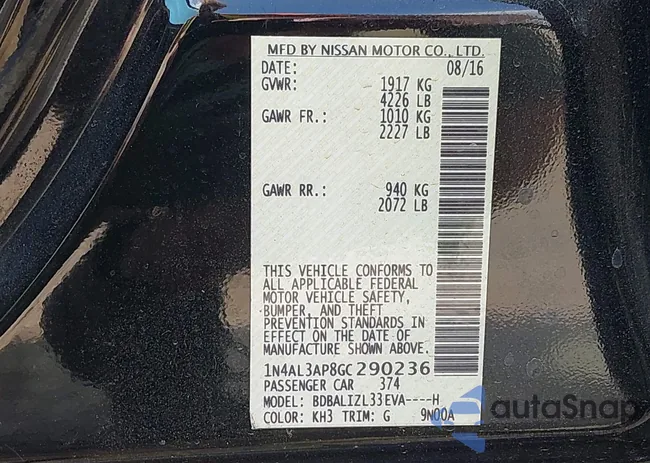 MFD BY NISSAN MOTOR CO., LTD.
DATE: 08/16
GVWR: 1917 KG
4226 LB
GAWR FR.: 1010 KG
2227 LB
GAWR RR.: 940 KG
2072 LB
THIS VEHICLE CONFORMS TO
ALL APPLICABLE FEDERAL
MOTOR VEHICLE SAFETY,
BUMPER, AND THEFT
PREVENTION STANDARDS IN
EFFECT ON THE DATE OF
MANUFACTURE SHOWN ABOVE.
1N4AL3AP8GC290236
PASSENGER CAR 374
MODEL: BDBALIZL33EVA----H
COLOR: KH3 TRIM: G 9N00A
autaSnap